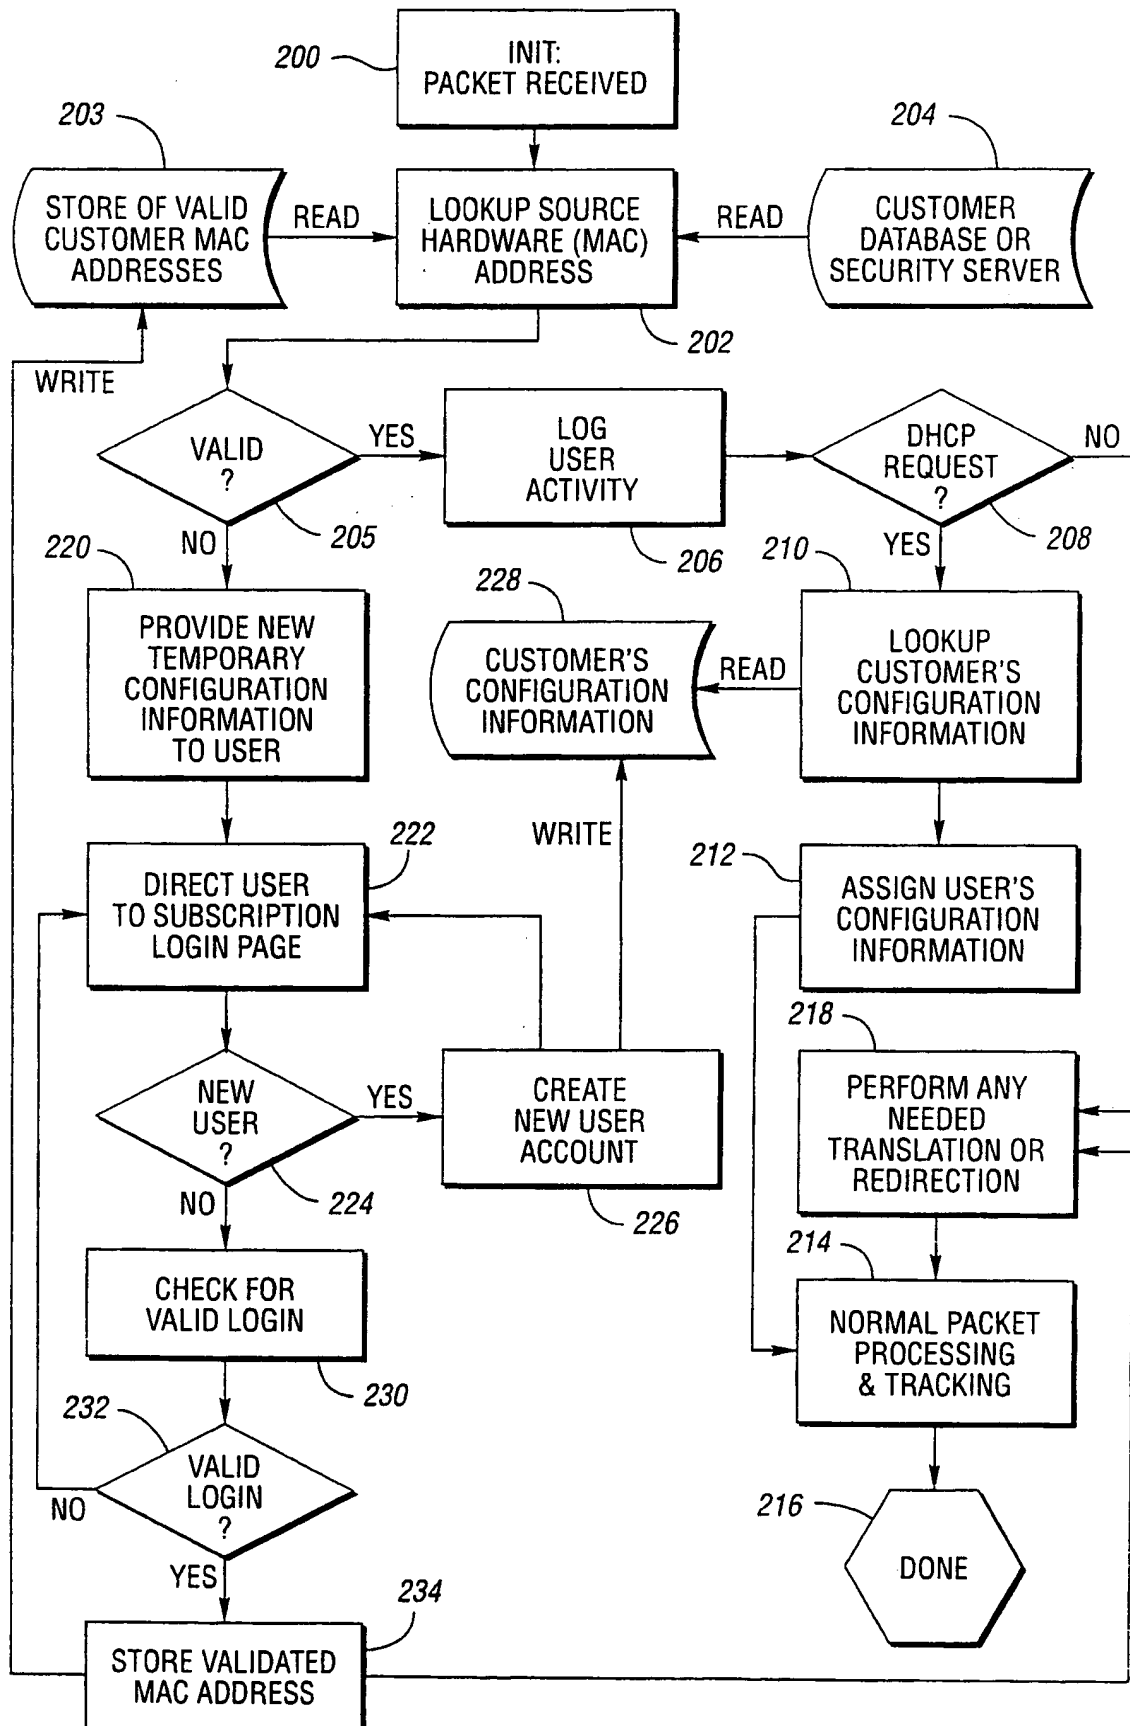 200
INIT:
PACKET RECEIVED
203
204
STORE OF VALID
CUSTOMER MAC
ADDRESSES
READ
LOOKUP SOURCE
HARDWARE (MAC)
ADDRESS
READ
CUSTOMER
DATABASE OR
SECURITY SERVER
202
WRITE
VALID
?
YES
LOG
USER
ACTIVITY
DHCP
REQUEST
?
NO
205
NO
206
YES
208
220
228
210
PROVIDE NEW
TEMPORARY
CONFIGURATION
INFORMATION
TO USER
CUSTOMER'S
CONFIGURATION
INFORMATION
READ
LOOKUP
CUSTOMER'S
CONFIGURATION
INFORMATION
222
WRITE
212
DIRECT USER
TO SUBSCRIPTION
LOGIN PAGE
ASSIGN USER'S
CONFIGURATION
INFORMATION
218
NEW
USER
?
YES
CREATE
NEW USER
ACCOUNT
PERFORM ANY
NEEDED
TRANSLATION OR
REDIRECTION
NO
224
226
214
CHECK FOR
VALID LOGIN
NORMAL PACKET
PROCESSING
& TRACKING
230
232
VALID
LOGIN
?
NO
216
DONE
YES
234
STORE VALIDATED
MAC ADDRESS